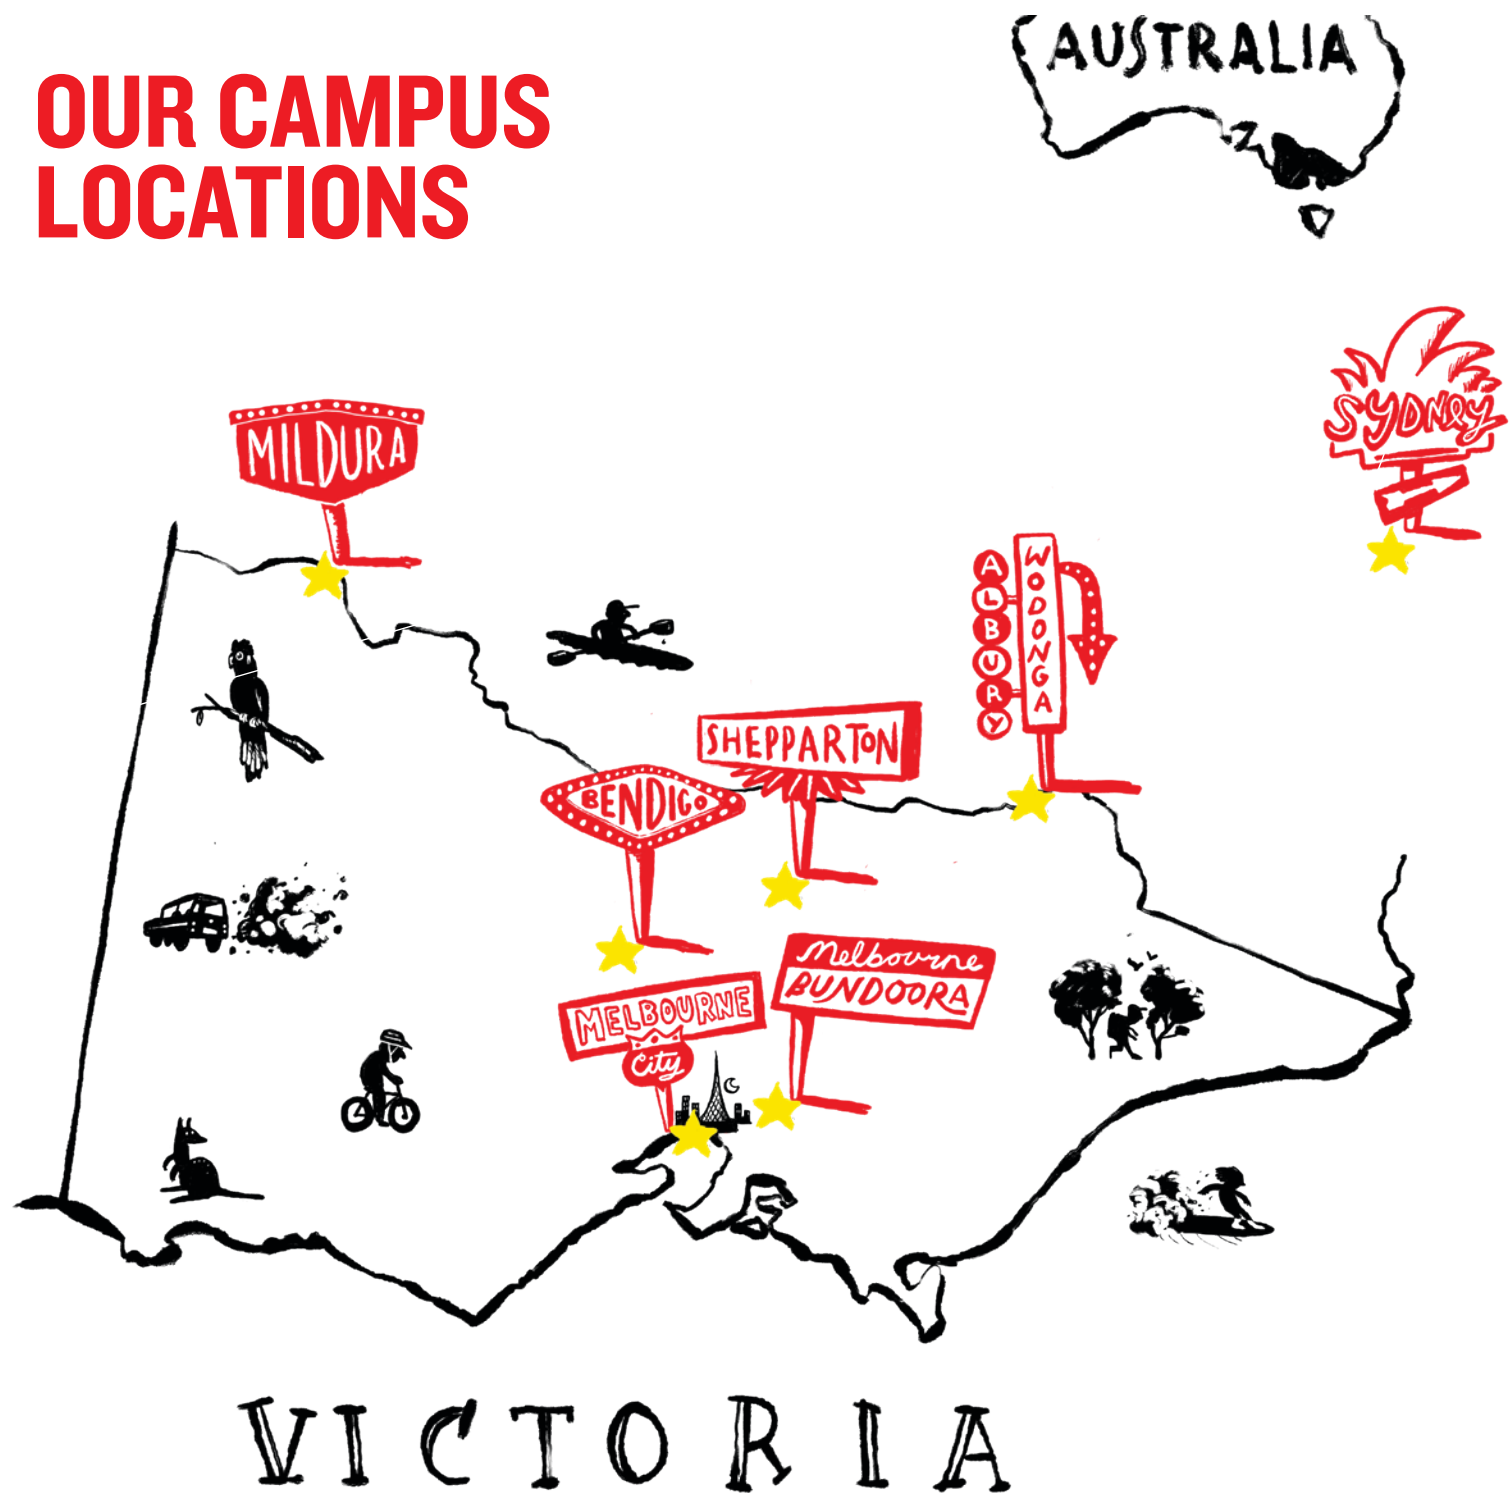 AUSTRALIA
OUR CAMPUS
LOCATIONS
SYDNEY
MILDURA
ALBURY
WODONGA
SHEPPARTON
BENDIGO
Melbourne
BUNDOORA
MELBOURNE
City
VICTORIA